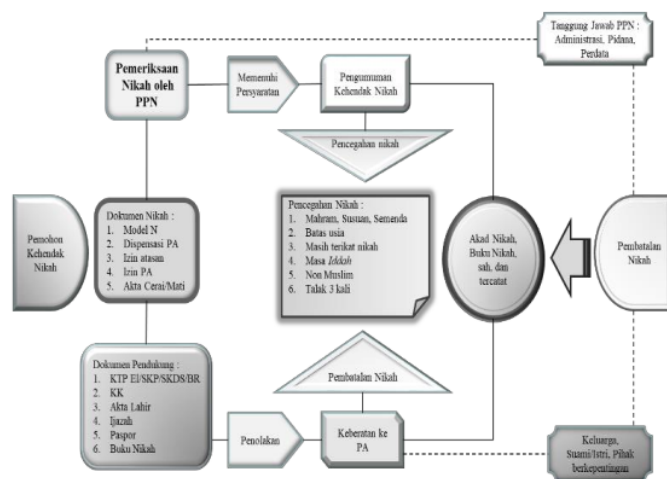 Tanggung Jawab PPN :
Administrasi, Pidana,
Perdata
Pemeriksaan
Nikah oleh
PPN
Memenuhi
Persyaratan
Pengumuman
Kehendak Nikah
Pencegahan nikah
Pemohon
Kehendak
Nikah
Dokumen Nikah :
1. Model N
2. Dispensasi PA
3. Izin atasan
4. Izin PA
5. Akta Cerai/Mati
Pencegahan Nikah :
1. Mahram, Susuan, Semenda
2. Batas usia
3. Masih terikat nikah
4. Masa Iddah
5. Non Muslim
6. Talak 3 kali
Akad Nikah,
Buku Nikah,
sah, dan
tercatat
Pembatalan
Nikah
Dokumen Pendukung :
1. KTP El/SKP/SKDS/BR
2. KK
3. Akta Lahir
4. Ijazah
5. Paspor
6. Buku Nikah
Pembatalan Nikah
Penolakan
Keberatan ke
PA
Keluarga,
Suami/Istri, Pihak
berkepentingan